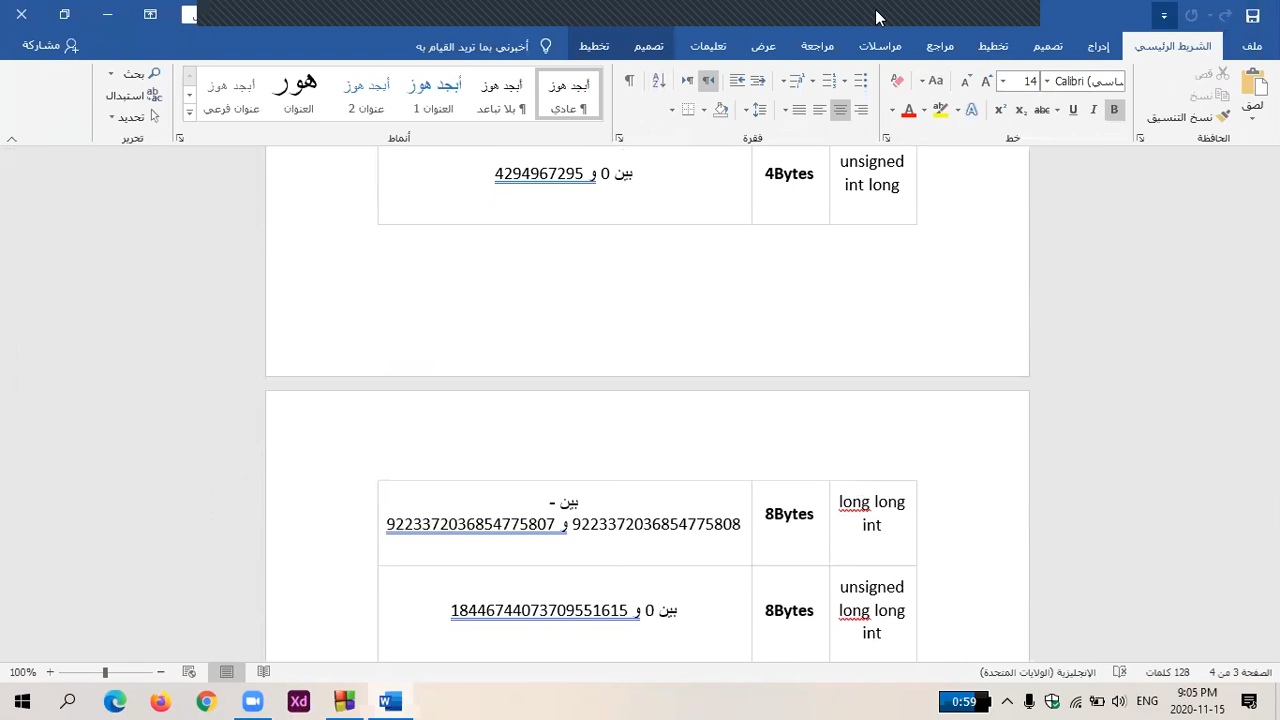 ملف
الشريط الرئيسي
إدراج
تصميم
تخطيط
مراجع
مراسلات
مراجعة
عرض
تعليمات
تصميم
تخطيط
أخبرني بما تريد القيام به
مشاركة
قص
نسخ
نسخ التنسيق
الحافظة
Calibri
14
Aa
A
A
A
B
I
U
abc
x²
x₂
خط
فقرة
أبجد هوز
¶ عادي
أبجد هوز
¶ بلا تباعد
أبجد هوز
العنوان 1
أبجد هوز
عنوان 2
هوز
العنوان
أبجد هوز
عنوان فرعي
أنماط
بحث
استبدال
تحديد
تحرير
unsigned
int long
4Bytes
بين 0 و 4294967295
long long
int
8Bytes
بين -
9223372036854775808 و 9223372036854775807
unsigned
long long
int
8Bytes
بين 0 و 18446744073709551615
الصفحة 3 من 4
128 كلمات
الإنجليزية (الولايات المتحدة)
100%
Xd
W
0:59
ENG
9:05 PM
2020-11-15